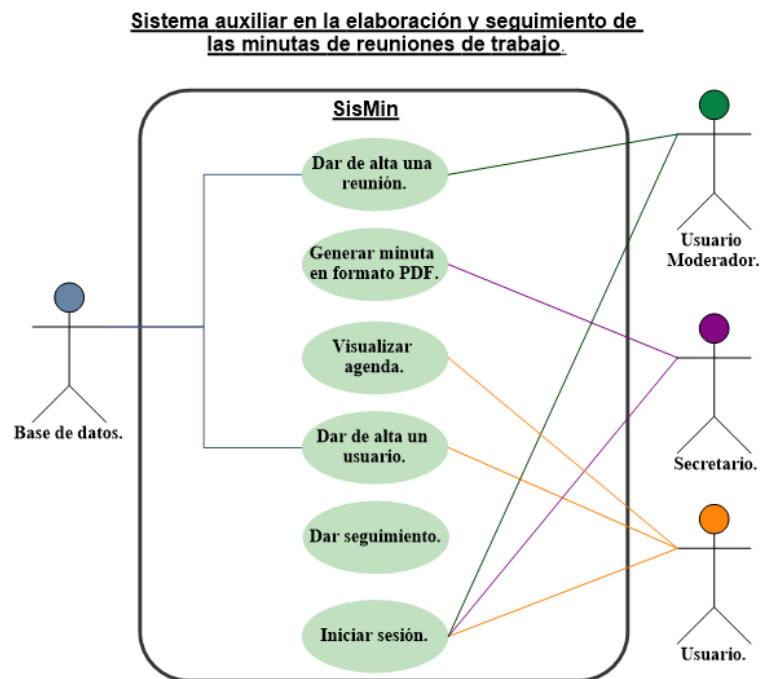 Sistema auxiliar en la elaboración y seguimiento de
las minutas de reuniones de trabajo.
SisMin
Dar de alta una
reunión.
Generar minuta
en formato PDF.
Visualizar
agenda.
Dar de alta un
usuario.
Dar seguimiento.
Iniciar sesión.
Base de datos.
Usuario
Moderador.
Secretario.
Usuario.